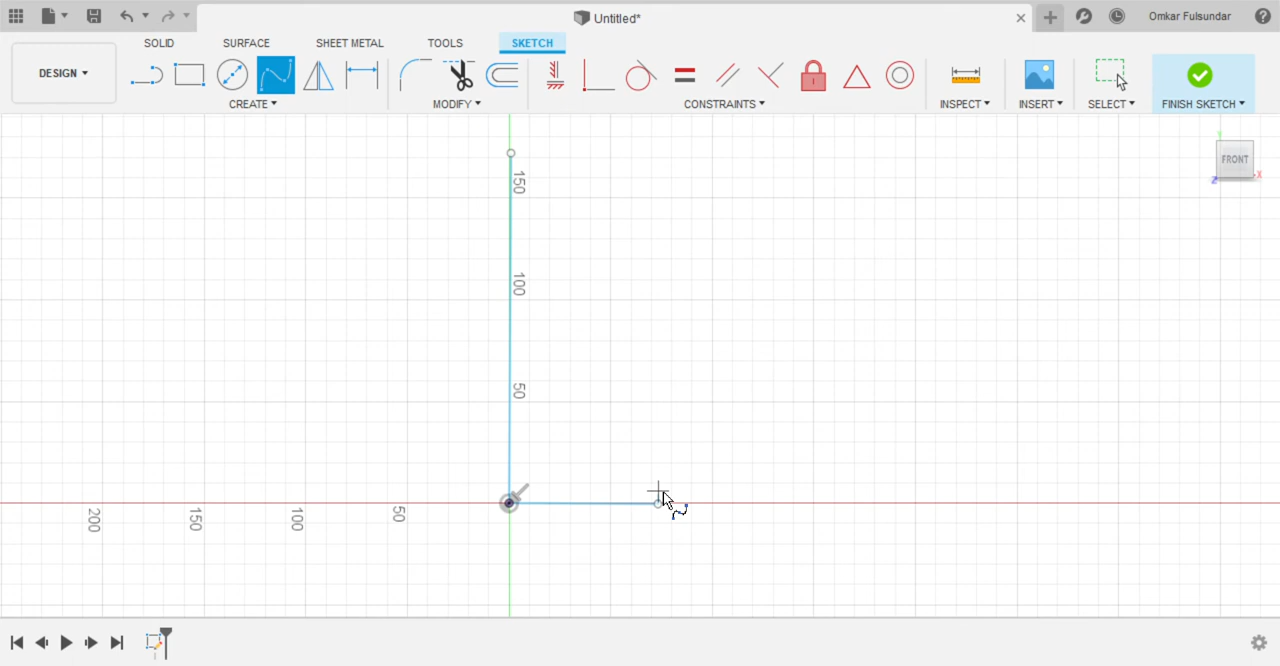 Untitled*
Omkar Fulsundar
SOLID SURFACE SHEET METAL TOOLS SKETCH
DESIGN
CREATE MODIFY CONSTRAINTS INSPECT INSERT SELECT FINISH SKETCH
Y
FRONT
X
Z
150
100
50
200 150 100 50